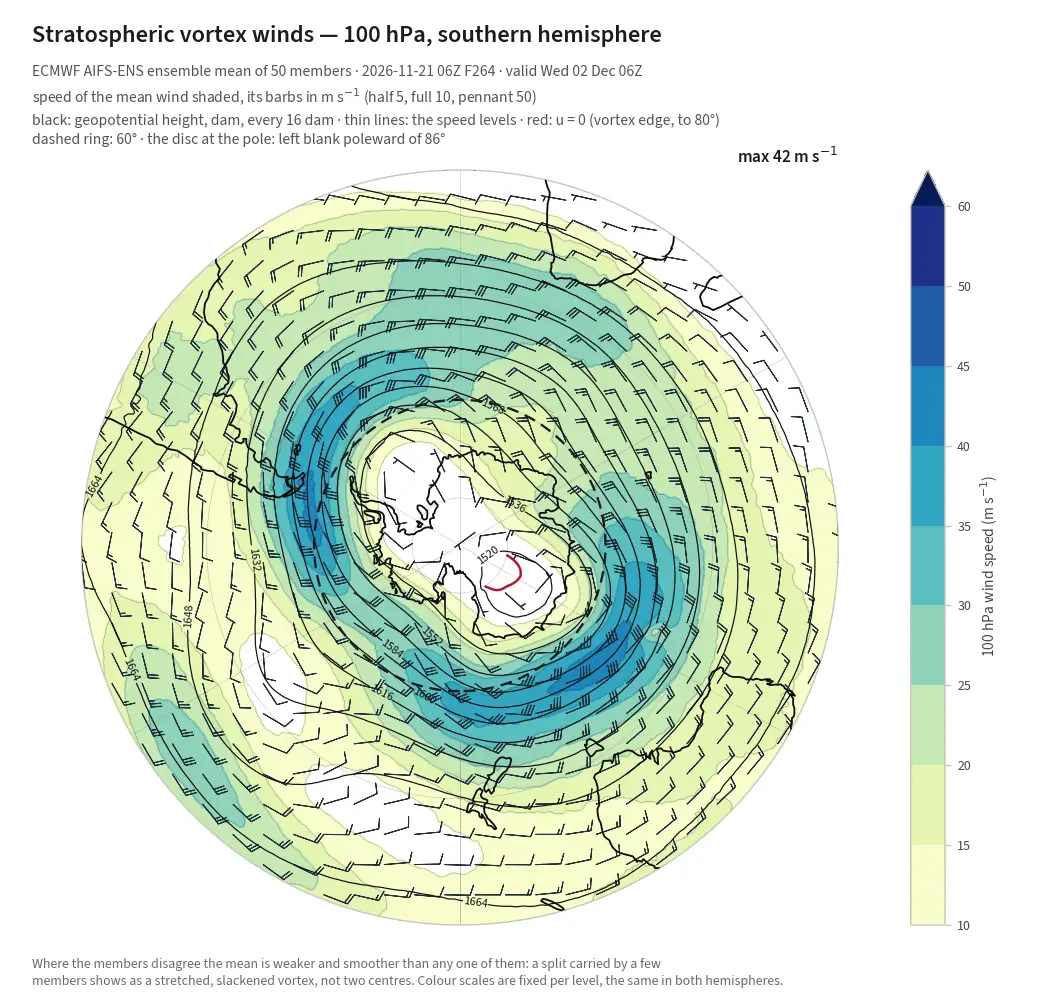 Stratospheric vortex winds — 100 hPa, southern hemisphere
ECMWF AIFS-ENS ensemble mean of 50 members · 2026-11-21 06Z F264 · valid Wed 02 Dec 06Z
speed of the mean wind shaded, its barbs in m s⁻¹ (half 5, full 10, pennant 50)
black: geopotential height, dam, every 16 dam · thin lines: the speed levels · red: u = 0 (vortex edge, to 80°)
dashed ring: 60° · the disc at the pole: left blank poleward of 86°
max 42 m s⁻¹
60
50
45
40
35
30
25
20
15
10
100 hPa wind speed (m s⁻¹)
1568
1664
1536
1520
1632
1648
1552
1584
1664
1616
1664
Where the members disagree the mean is weaker and smoother than any one of them: a split carried by a few
members shows as a stretched, slackened vortex, not two centres. Colour scales are fixed per level, the same in both hemispheres.